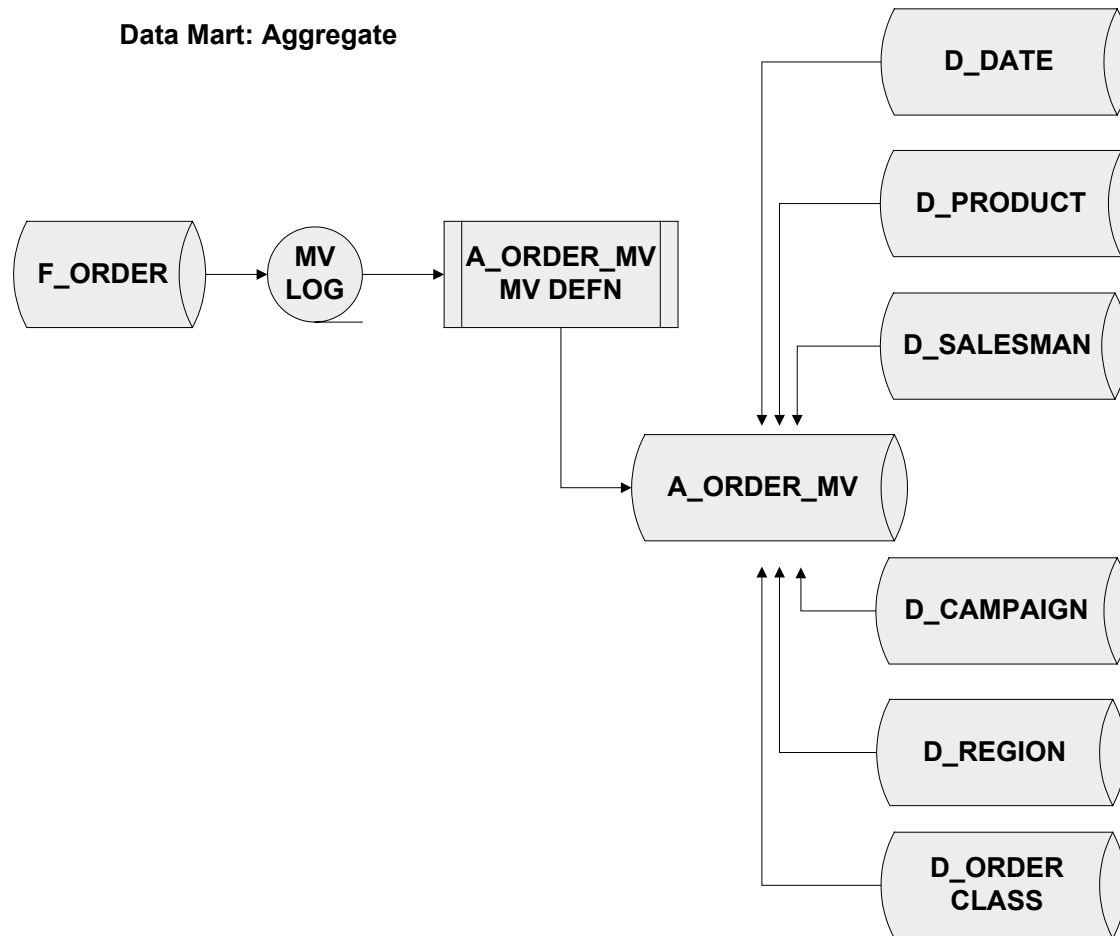 Data Mart: Aggregate
D_DATE
D_PRODUCT
F_ORDER
MV
LOG
A_ORDER_MV
MV DEFN
D_SALESMAN
A_ORDER_MV
D_CAMPAIGN
D_REGION
D_ORDER
CLASS